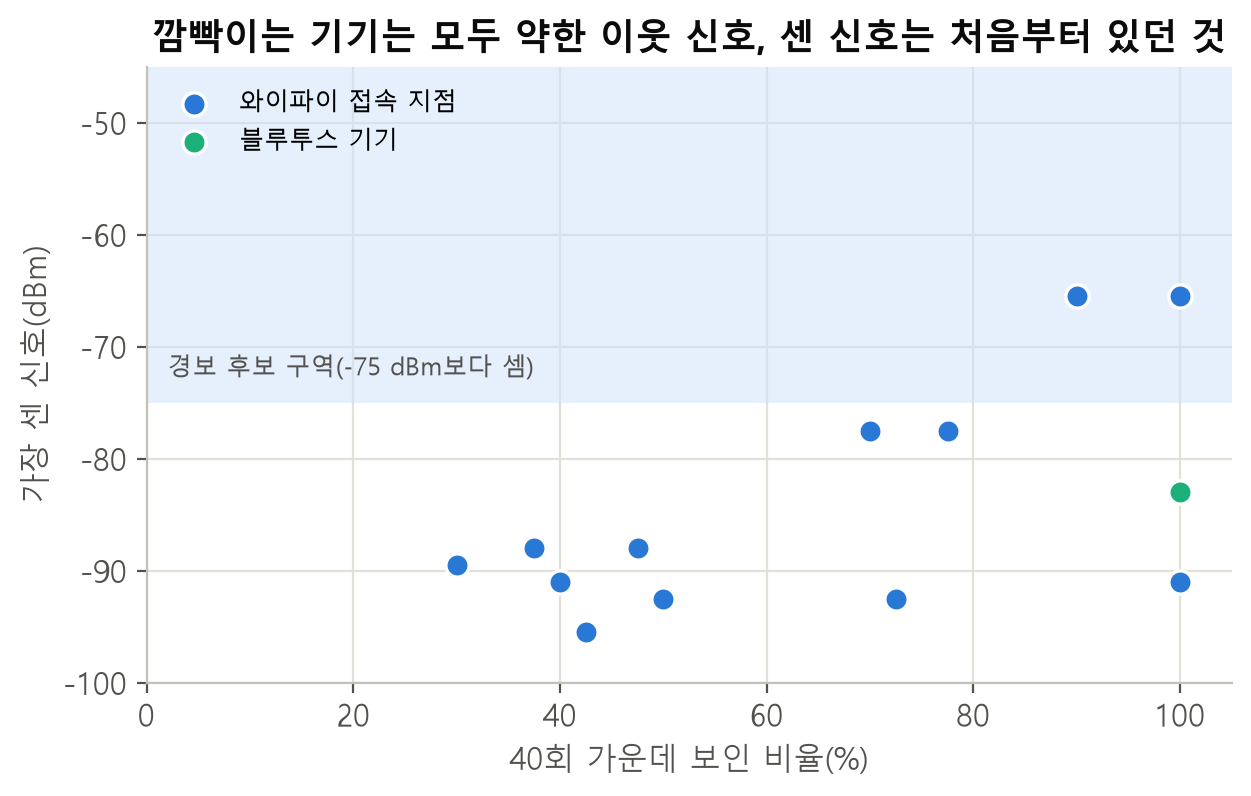 깜빡이는 기기는 모두 약한 이웃 신호, 센 신호는 처음부터 있던 것
와이파이 접속 지점
블루투스 기기
-50
-60
-70
-80
-90
-100
경보 후보 구역(-75 dBm보다 셈)
가장 센 신호(dBm)
0
20
40
60
80
100
40회 가운데 보인 비율(%)